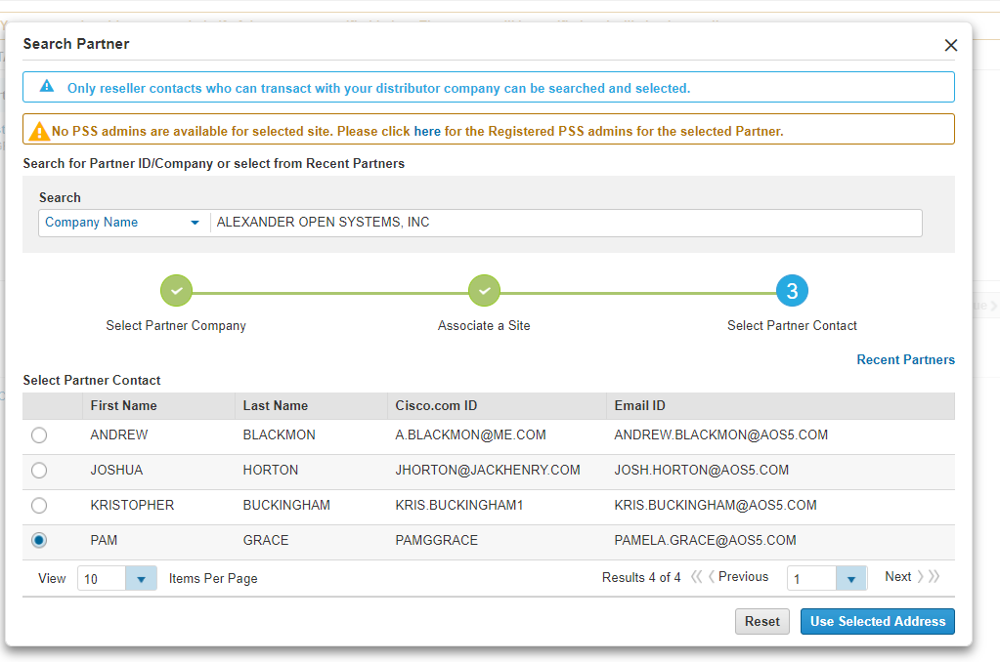 Search Partner
Only reseller contacts who can transact with your distributor company can be searched and selected.
No PSS admins are available for selected site. Please click here for the Registered PSS admins for the selected Partner.
Search for Partner ID/Company or select from Recent Partners
Search
Company Name ALEXANDER OPEN SYSTEMS, INC
3
Select Partner Company Associate a Site Select Partner Contact
Recent Partners
Select Partner Contact
First Name Last Name Cisco.com ID Email ID
ANDREW BLACKMON A.BLACKMON@ME.COM ANDREW.BLACKMON@AOS5.COM
JOSHUA HORTON JHORTON@JACKHENRY.COM JOSH.HORTON@AOS5.COM
KRISTOPHER BUCKINGHAM KRIS.BUCKINGHAM1 KRIS.BUCKINGHAM@AOS5.COM
PAM GRACE PAMGGRACE PAMELA.GRACE@AOS5.COM
View 10 Items Per Page Results 4 of 4 Previous 1 Next
Reset Use Selected Address